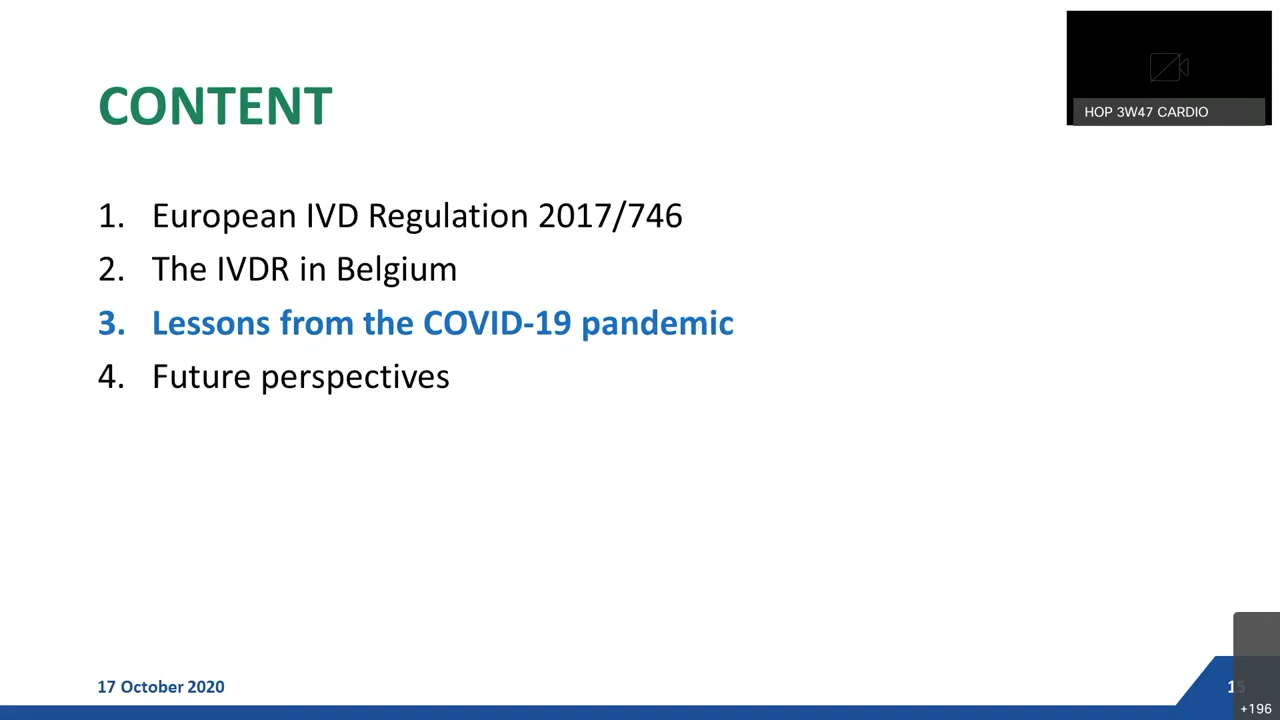 CONTENT
HOP 3W47 CARDIO
1. European IVD Regulation 2017/746
2. The IVDR in Belgium
3. Lessons from the COVID-19 pandemic
4. Future perspectives
17 October 2020
15
+196